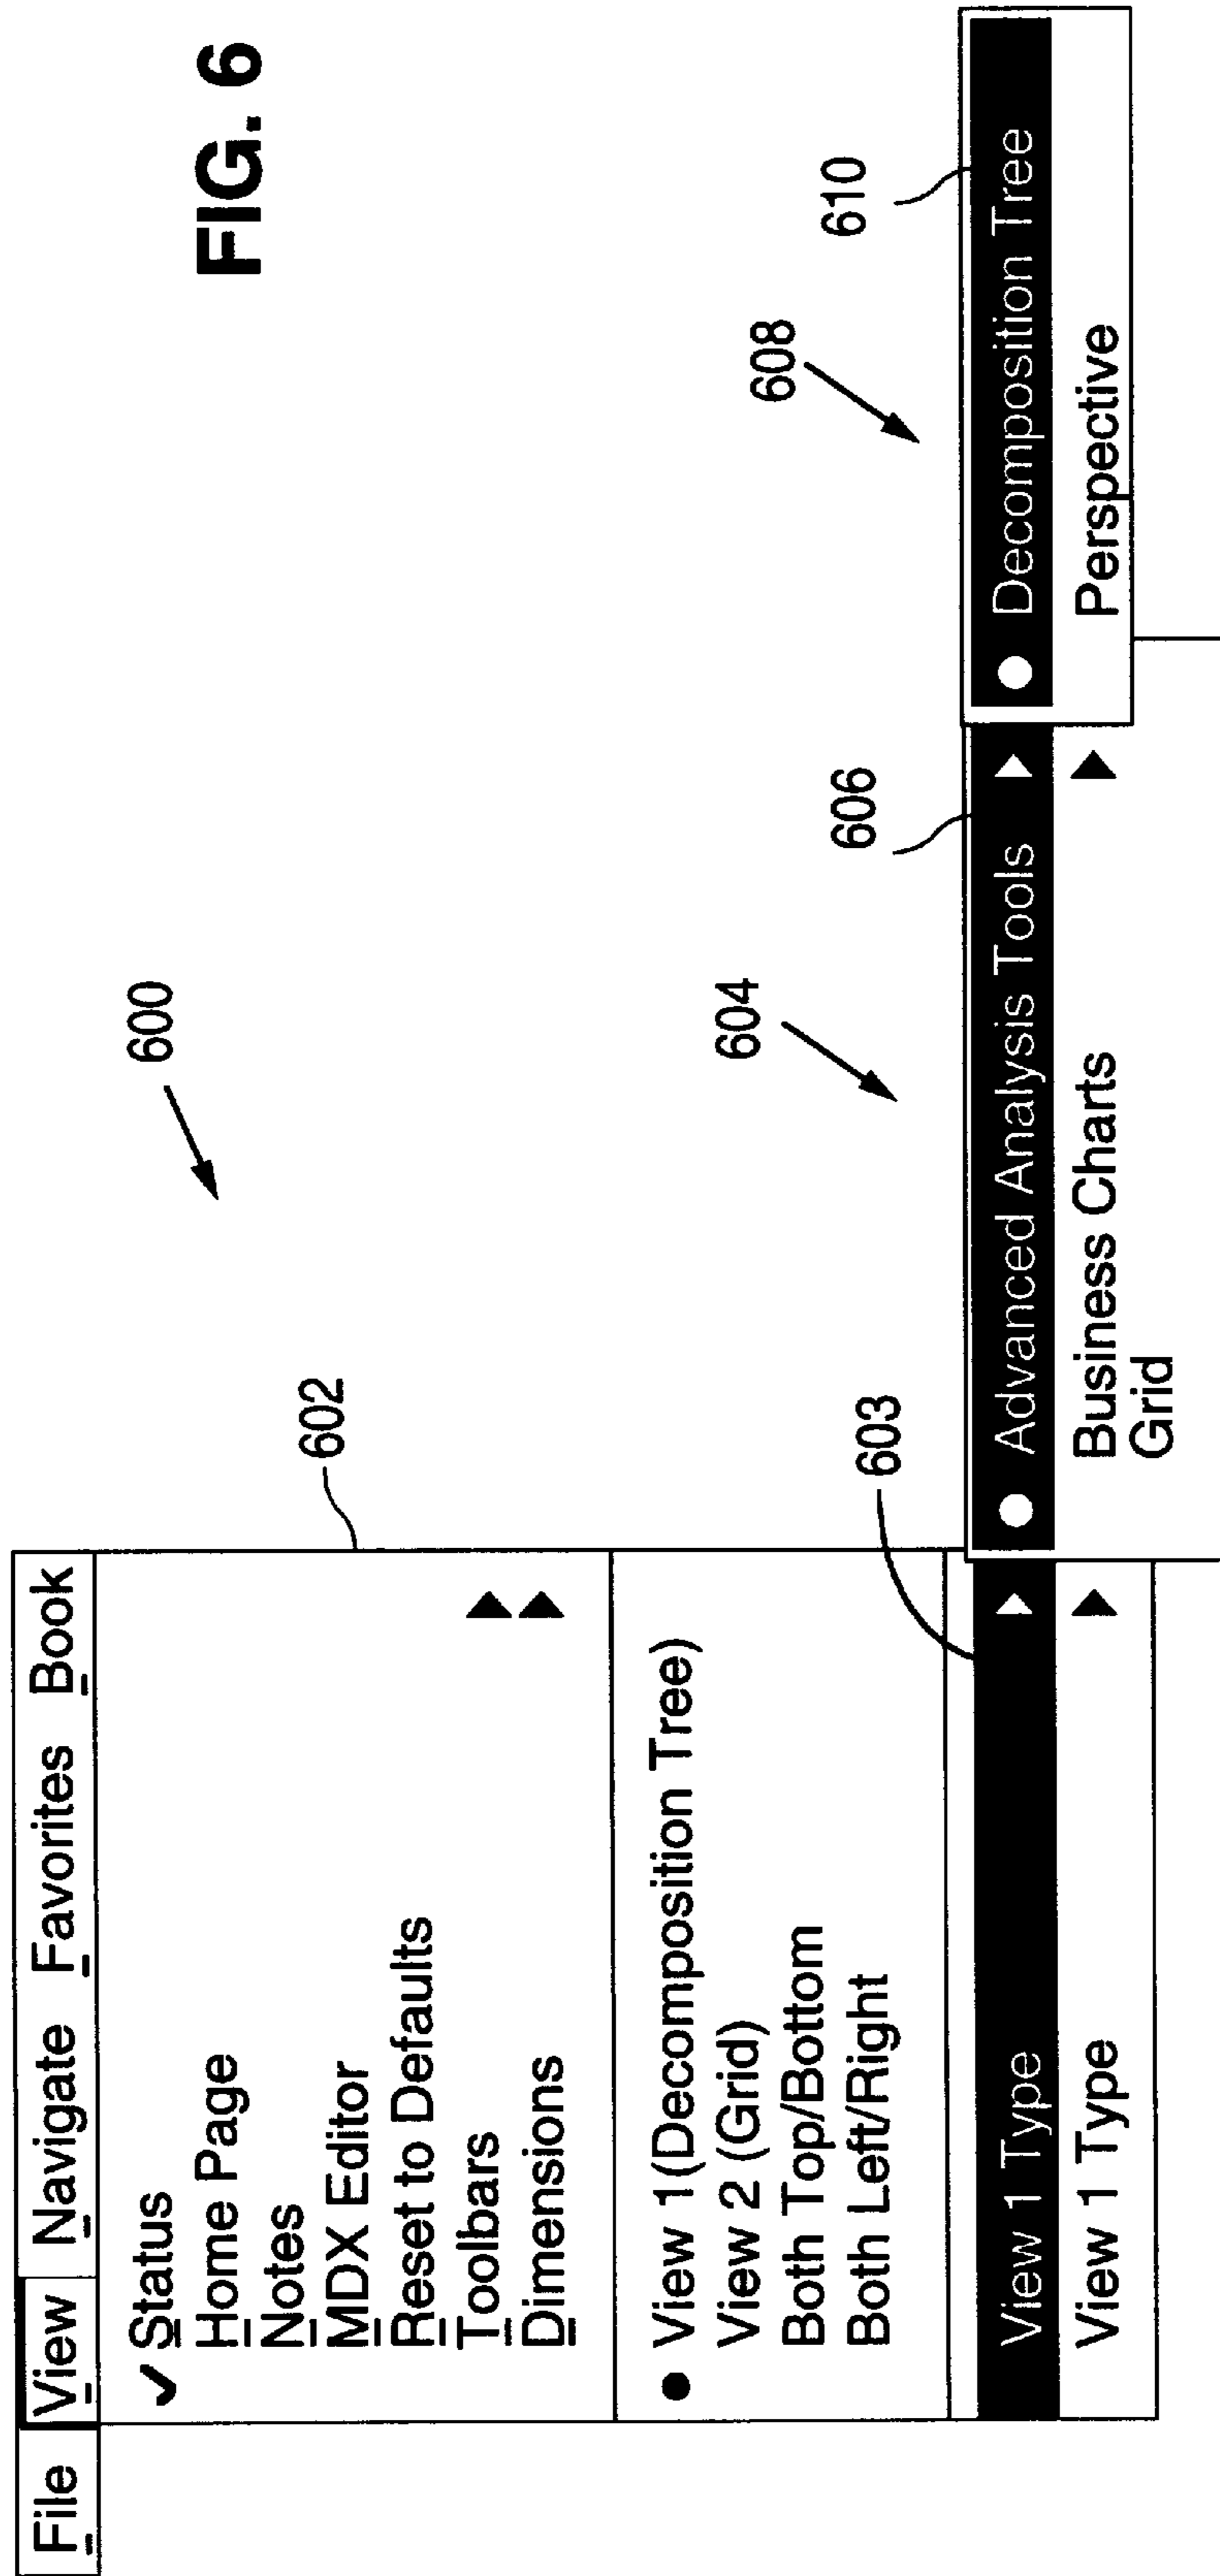 FIG. 6
File View Navigate Favorites Book
600
✓ Status
Home Page
Notes
MDX Editor
Reset to Defaults
Toolbars
Dimensions
602
● View 1(Decomposition Tree)
View 2 (Grid)
Both Top/Bottom
Both Left/Right
603
View 1 Type
View 1 Type
604
606
● Advanced Analysis Tools
Business Charts
Grid
608
610
● Decomposition Tree
Perspective